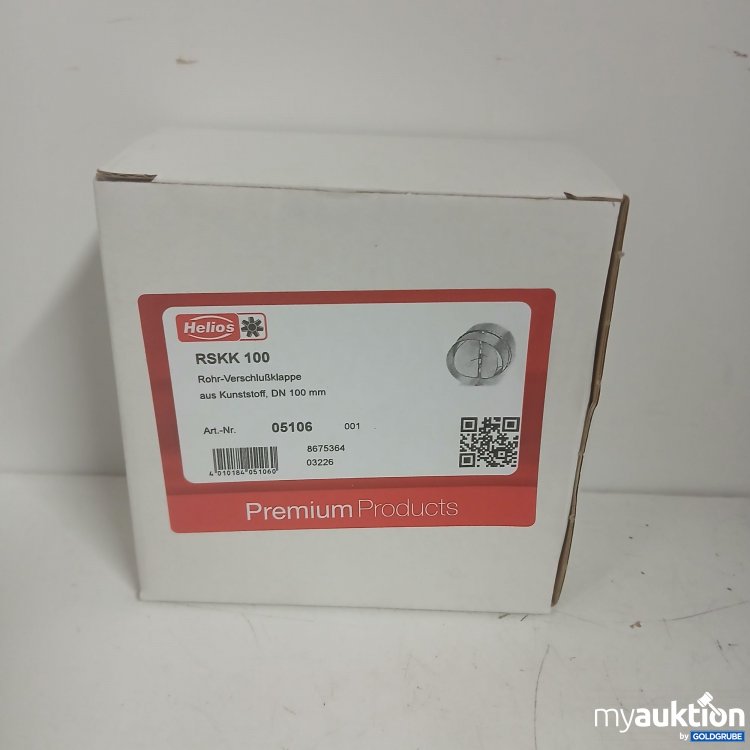 Helios
RSKK 100
Rohr-Verschlußklappe
aus Kunststoff, DN 100 mm
Art.-Nr. 05106 001
8675364
03226
4 010184 051060
Premium Products
myauktion
by GOLDGRUBE